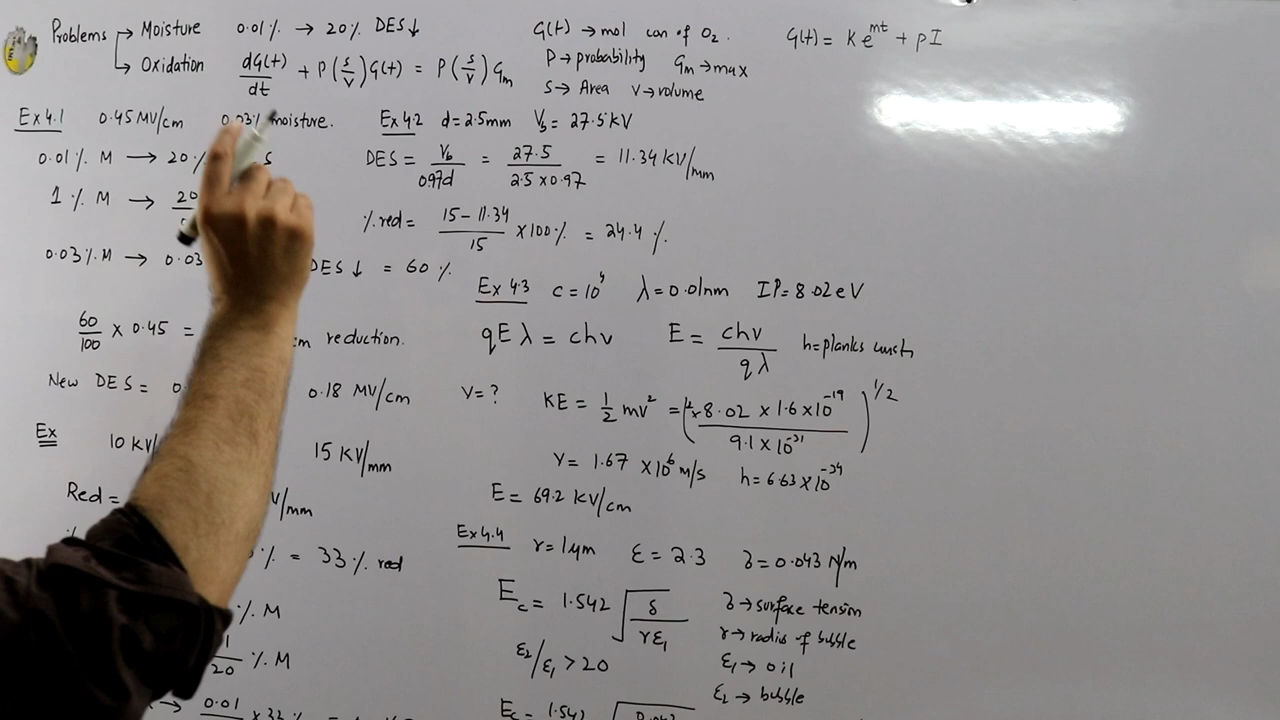 Problems → Moisture 0.01% → 20% DES↓
↳ Oxidation dG(t)/dt + P(s/v)G(t) = P(s/v)Gm
G(t) → mol con of O2.
P → probability Gm → max
S → Area V → volume
G(t) = K e^mt + PI
Ex 4.1 0.45 MV/cm 0.03% moisture.
0.01% M → 20%
1% M → 20
0.03% M → 0.03 DES↓ = 60%
60/100 × 0.45 = reduction.
New DES = 0.18 MV/cm
Ex 10 KV/ 15 KV/mm
Red = /mm
% = 33% red
% M
1/20 % M
→ 0.01
Ex 4.2 d = 2.5mm Vb = 27.5 KV
DES = Vb/0.97d = 27.5/2.5×0.97 = 11.34 KV/mm
% red = 15-11.34/15 × 100% = 24.4%.
Ex 4.3 C = 10^4 λ = 0.01nm IP = 8.02 eV
qEλ = chν E = chν/qλ h = planks const
V = ? KE = 1/2 mv² = (2×8.02 × 1.6×10^-19/9.1×10^-31)^1/2
V = 1.67 × 10^6 m/s h = 6.63×10^-34
E = 69.2 KV/cm
Ex 4.4 r = 1μm ε = 2.3 δ = 0.043 N/m
Ec = 1.542 √δ/rε1
δ → surface tension
r → radio of bubble
ε2/ε1 > 20
ε1 → oil
ε2 → bubble
Ec = 1.542